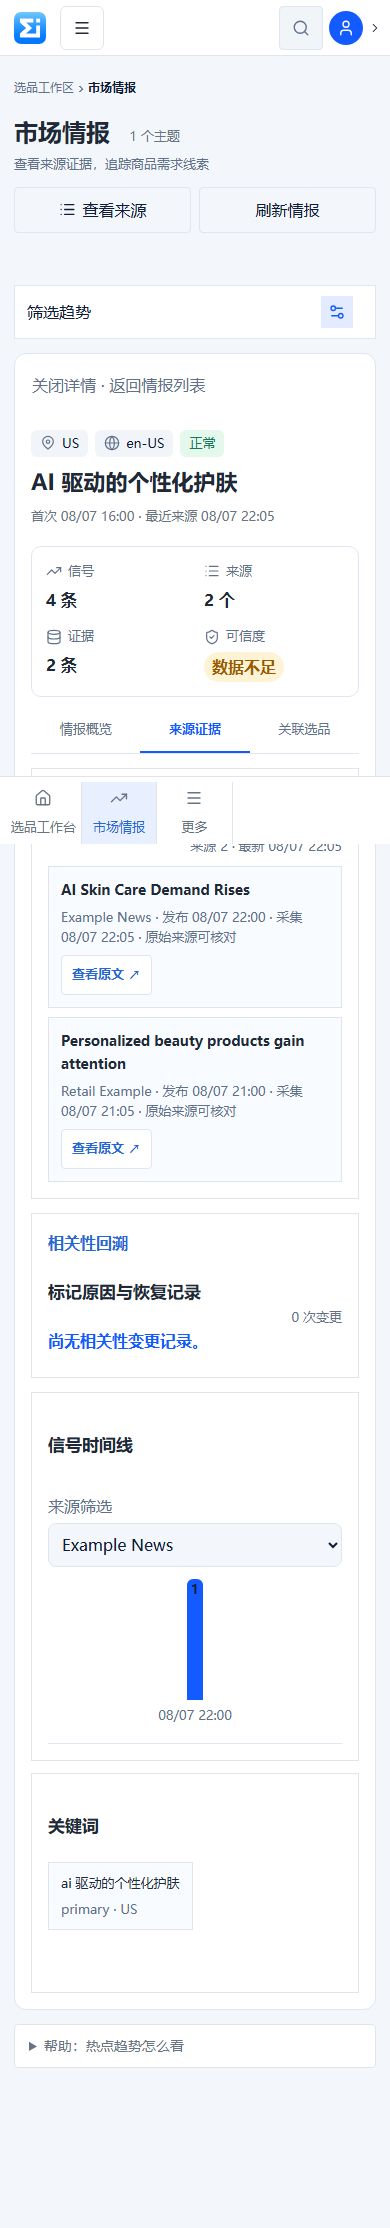 选品工作区 › 市场情报
市场情报 1 个主题
查看来源证据，追踪商品需求线索
查看来源
刷新情报
筛选趋势
关闭详情 · 返回情报列表
US en-US 正常
AI 驱动的个性化护肤
首次 08/07 16:00 · 最近来源 08/07 22:05
信号
4 条
来源
2 个
证据
2 条
可信度
数据不足
情报概览 来源证据 关联选品
选品工作台 市场情报 更多
来源 2 · 最新 08/07 22:05
AI Skin Care Demand Rises
Example News · 发布 08/07 22:00 · 采集
08/07 22:05 · 原始来源可核对
查看原文 ↗
Personalized beauty products gain
attention
Retail Example · 发布 08/07 21:00 · 采集
08/07 21:05 · 原始来源可核对
查看原文 ↗
相关性回溯
标记原因与恢复记录
0 次变更
尚无相关性变更记录。
信号时间线
来源筛选
Example News
1
08/07 22:00
关键词
ai 驱动的个性化护肤
primary · US
▶ 帮助：热点趋势怎么看